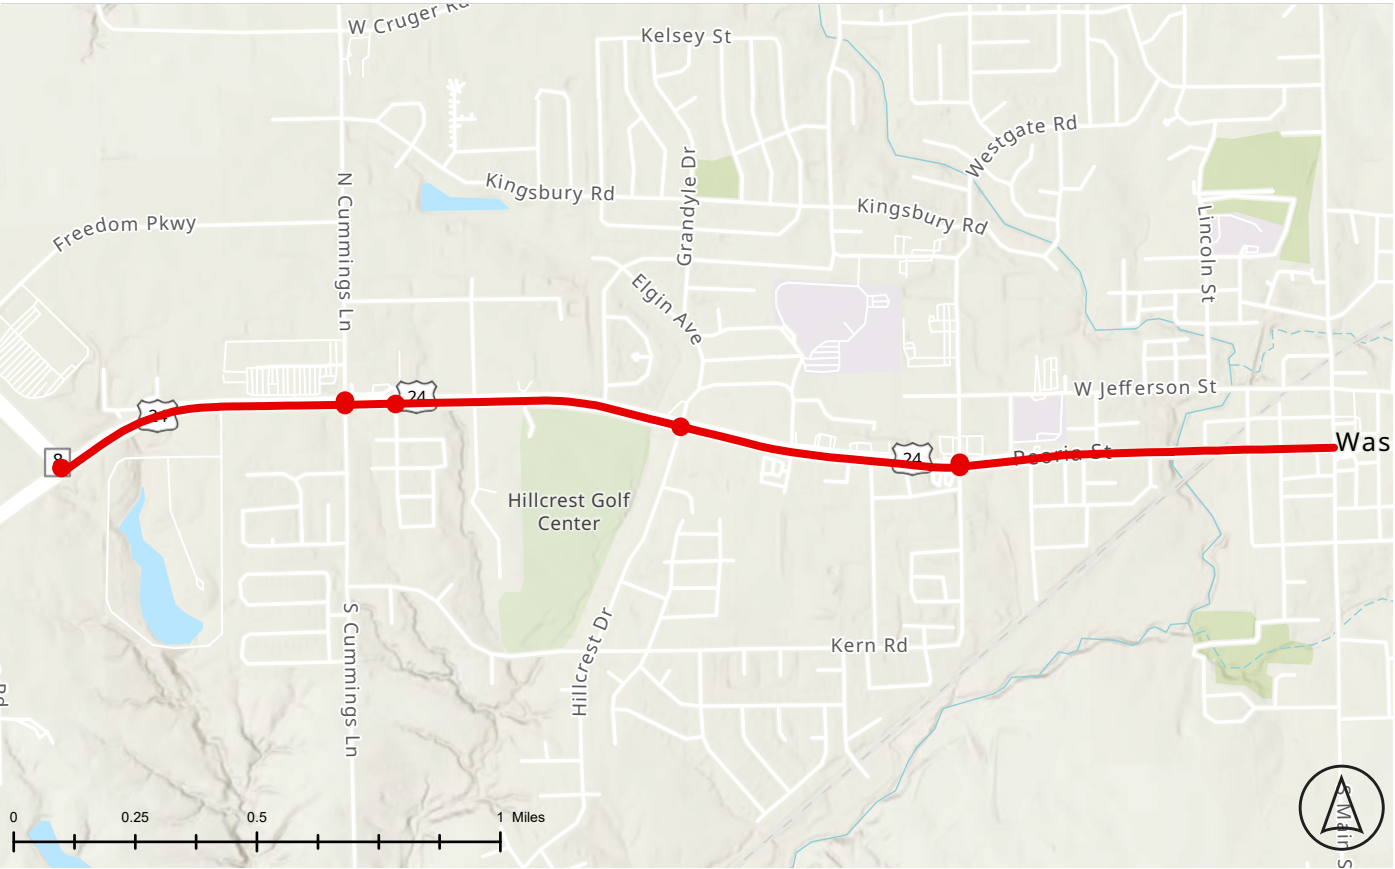 W Cruger Rd
Kelsey St
Westgate Rd
Kingsbury Rd
Grandyle Dr
N Cummings Ln
Kingsbury Rd
Freedom Pkwy
Lincoln St
Elgin Ave
W Jefferson St
24
24
24
8
Peoria St
Was
Hillcrest Golf
Center
Kern Rd
Hillcrest Dr
S Cummings Ln
Rd
S Main S
0 0.25 0.5 1 Miles